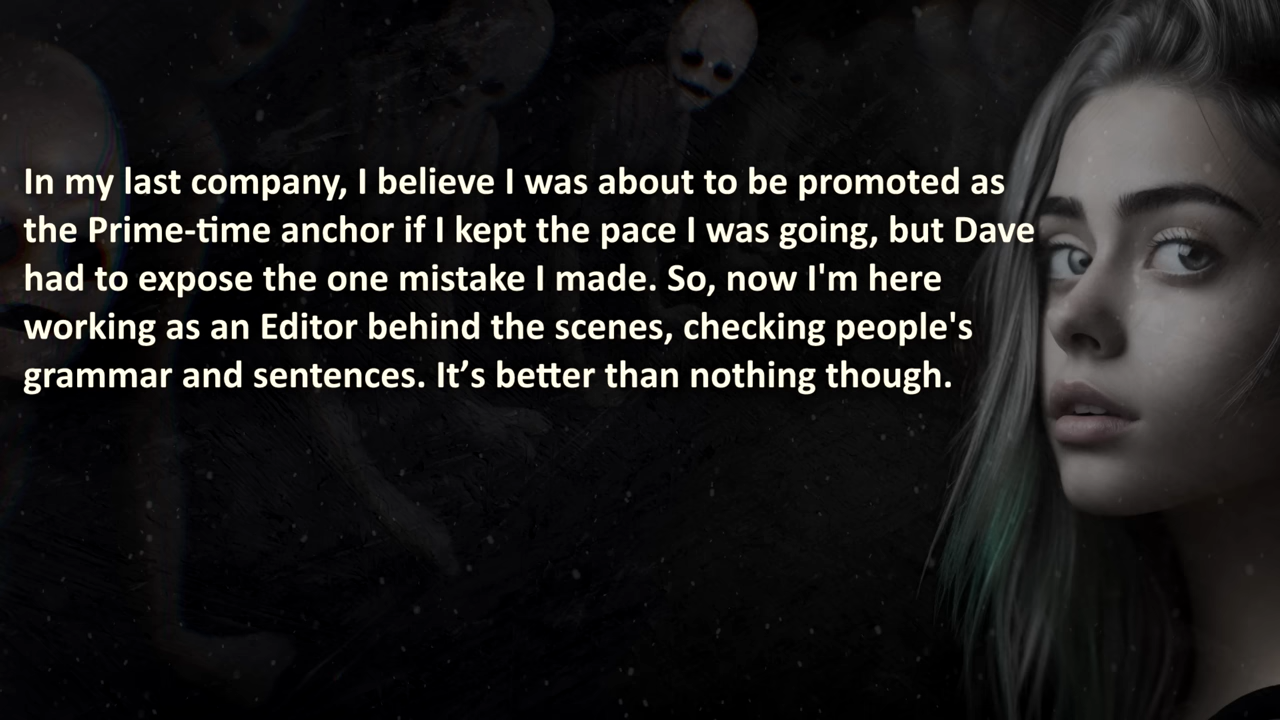 In my last company, I believe I was about to be promoted as
the Prime-time anchor if I kept the pace I was going, but Dave
had to expose the one mistake I made. So, now I'm here
working as an Editor behind the scenes, checking people's
grammar and sentences. It’s better than nothing though.